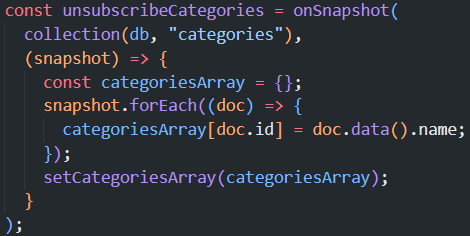 const unsubscribeCategories = onSnapshot(
  collection(db, "categories"),
  (snapshot) => {
    const categoriesArray = {};
    snapshot.forEach((doc) => {
      categoriesArray[doc.id] = doc.data().name;
    });
    setCategoriesArray(categoriesArray);
  }
);